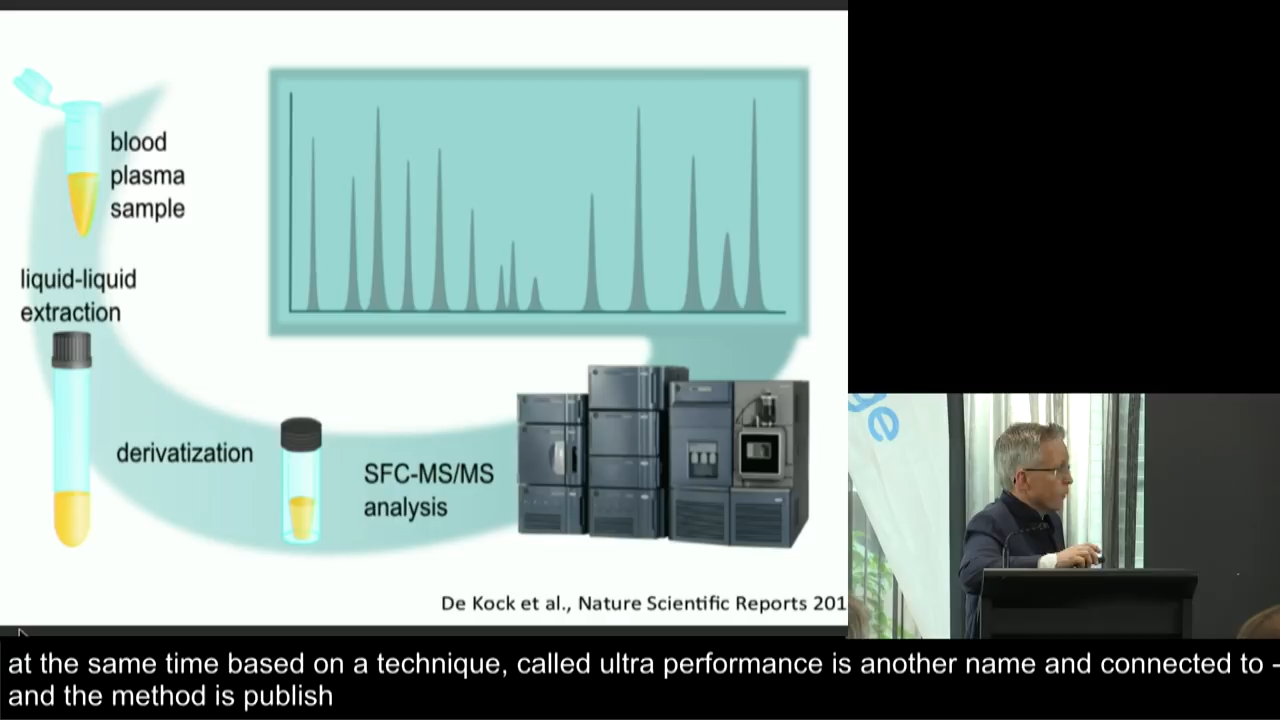 blood
plasma
sample
liquid-liquid
extraction
derivatization
SFC-MS/MS
analysis
De Kock et al., Nature Scientific Reports 201
ge
at the same time based on a technique, called ultra performance is another name and connected to -
and the method is publish